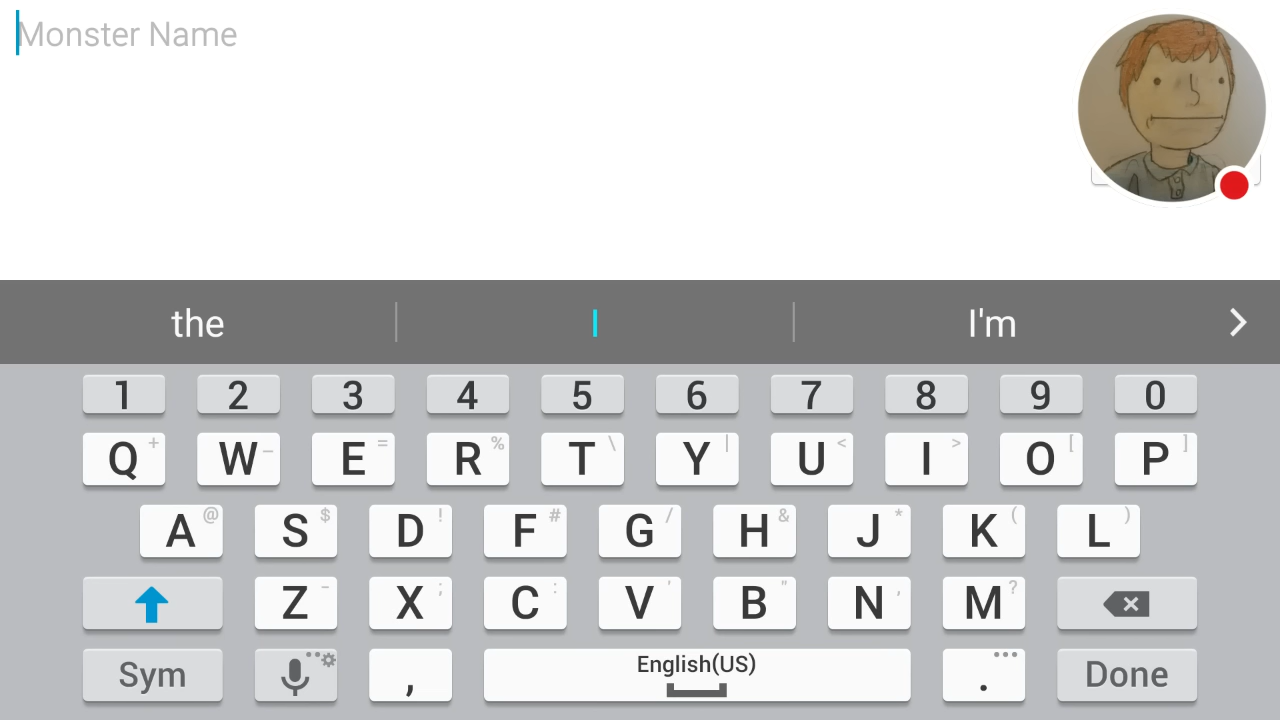 Monster Name
the I I'm
1 2 3 4 5 6 7 8 9 0
Q + W _ E = R % T \ Y | U < I > O [ P ]
A @ S $ D ! F # G / H & J * K ( L )
Z - X ; C : V ' B " N , M ?
Sym , English(US) . Done